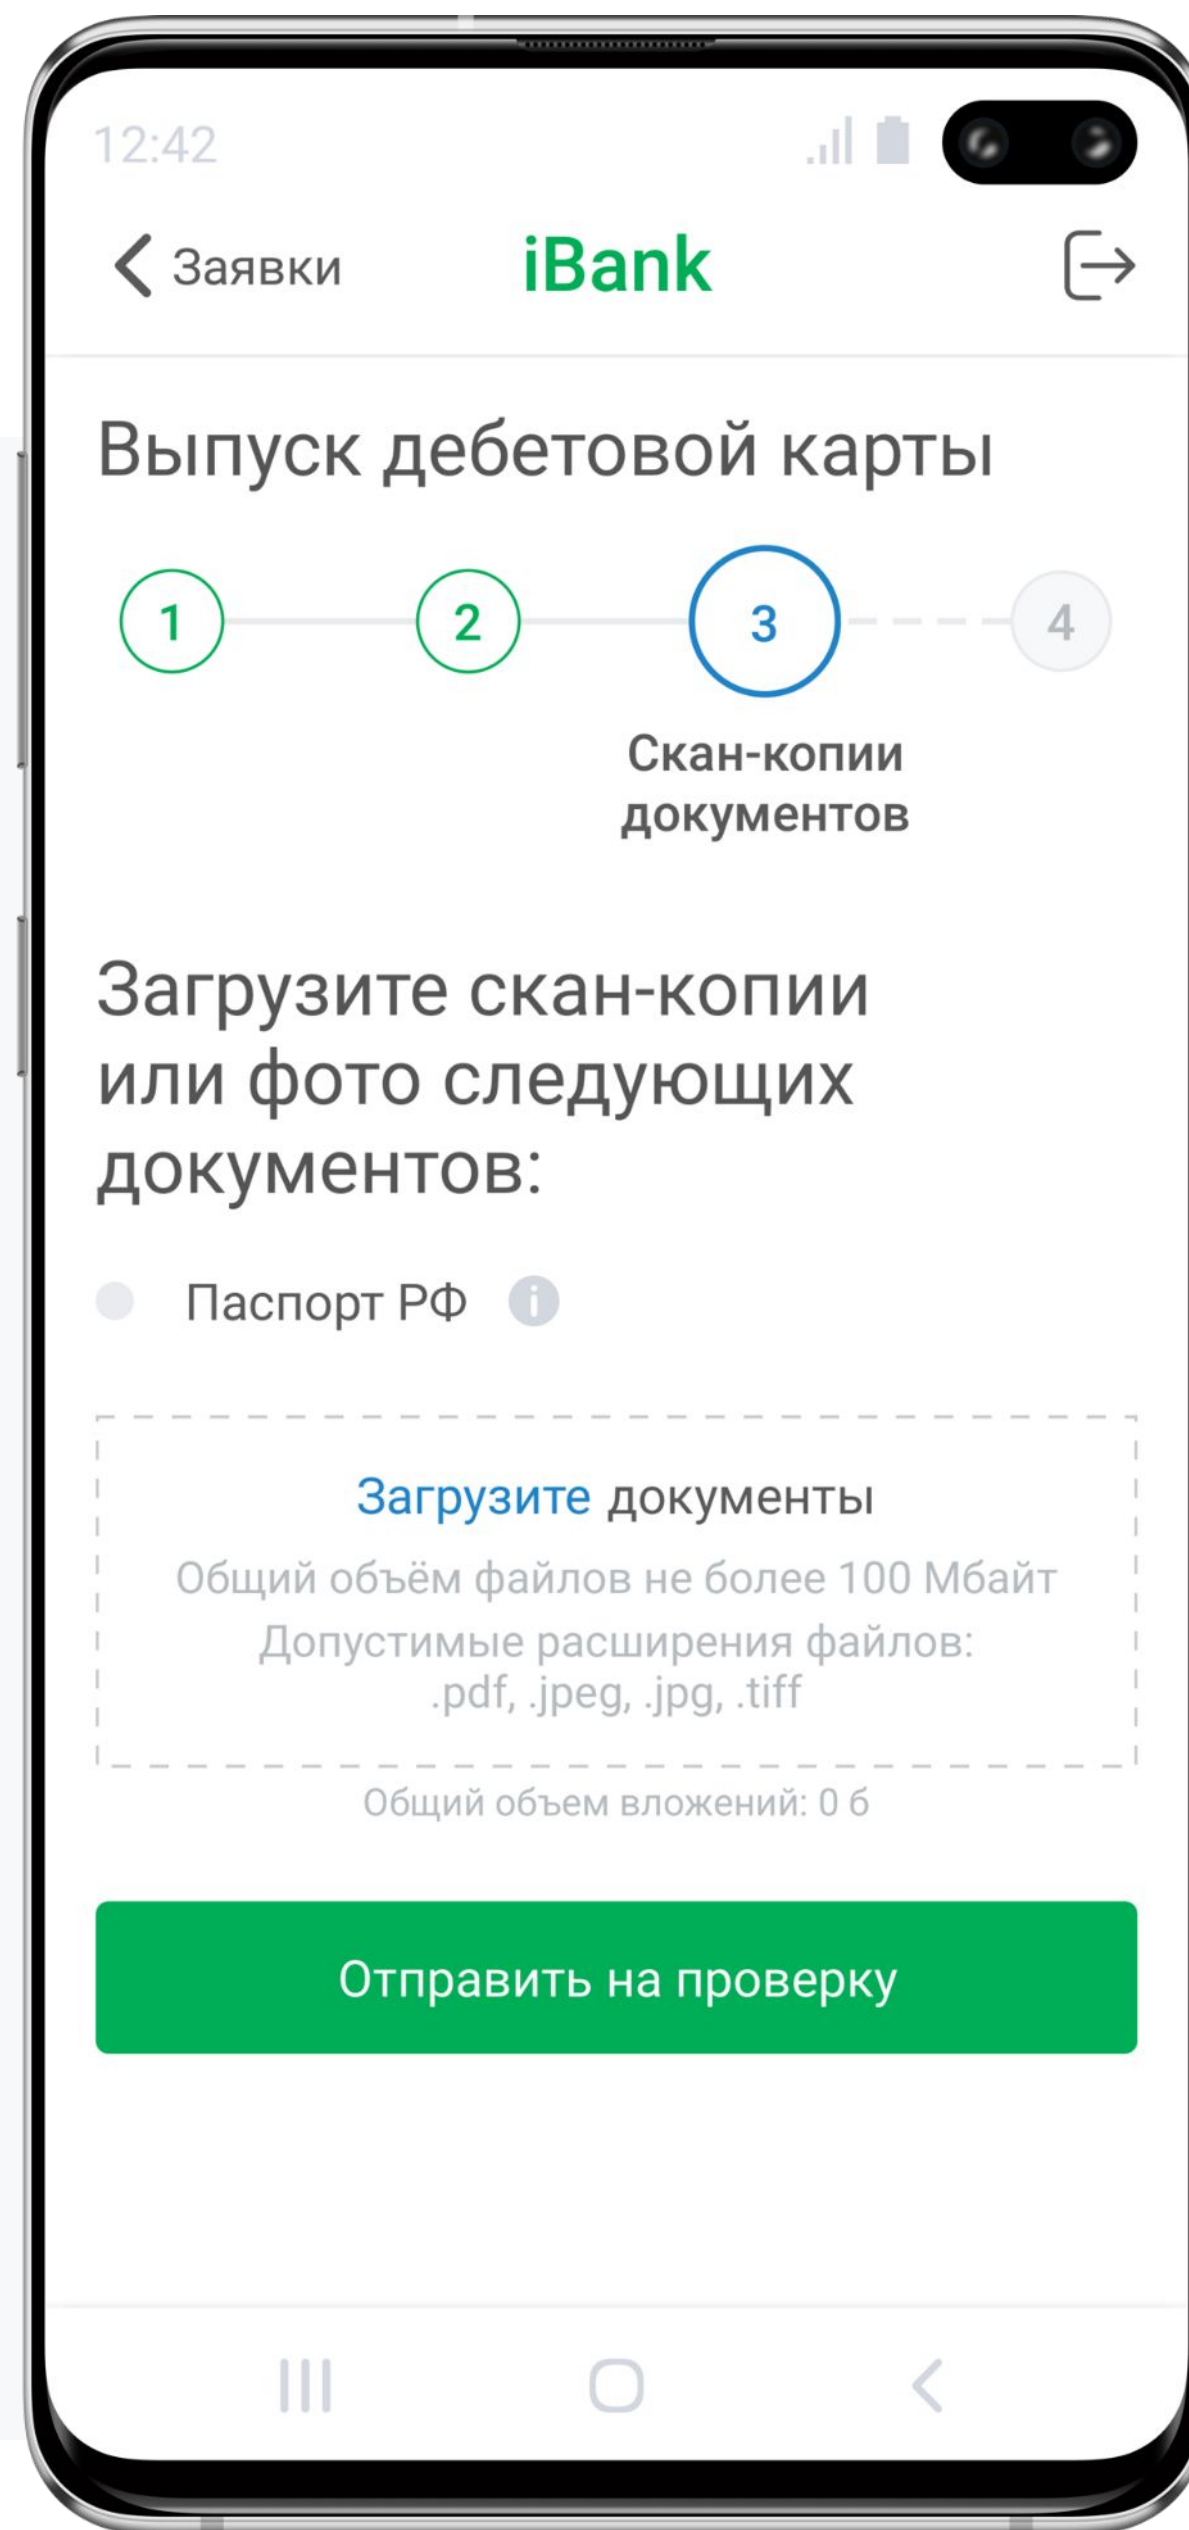 12:42
Заявки
iBank
Выпуск дебетовой карты
1 2 3 4
Скан-копии
документов
Загрузите скан-копии
или фото следующих
документов:
Паспорт РФ i
Загрузите документы
Общий объём файлов не более 100 Мбайт
Допустимые расширения файлов:
.pdf, .jpeg, .jpg, .tiff
Общий объем вложений: 0 б
Отправить на проверку